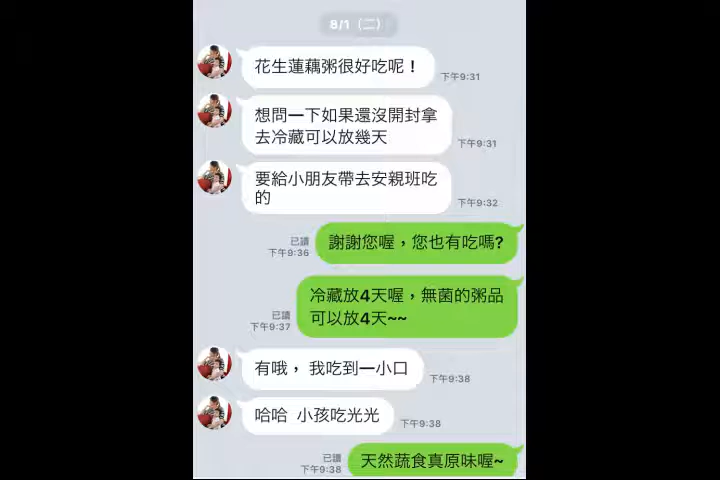 8/1（二）
花生蓮藕粥很好吃呢！
下午9:31
想問一下如果還沒開封拿
去冷藏可以放幾天
下午9:31
要給小朋友帶去安親班吃
的
下午9:32
謝謝您喔，您也有吃嗎?
已讀
下午9:36
冷藏放4天喔，無菌的粥品
可以放4天~~
已讀
下午9:37
有哦， 我吃到一小口
下午9:38
哈哈 小孩吃光光
下午9:38
天然蔬食真原味喔~
已讀
下午9:38